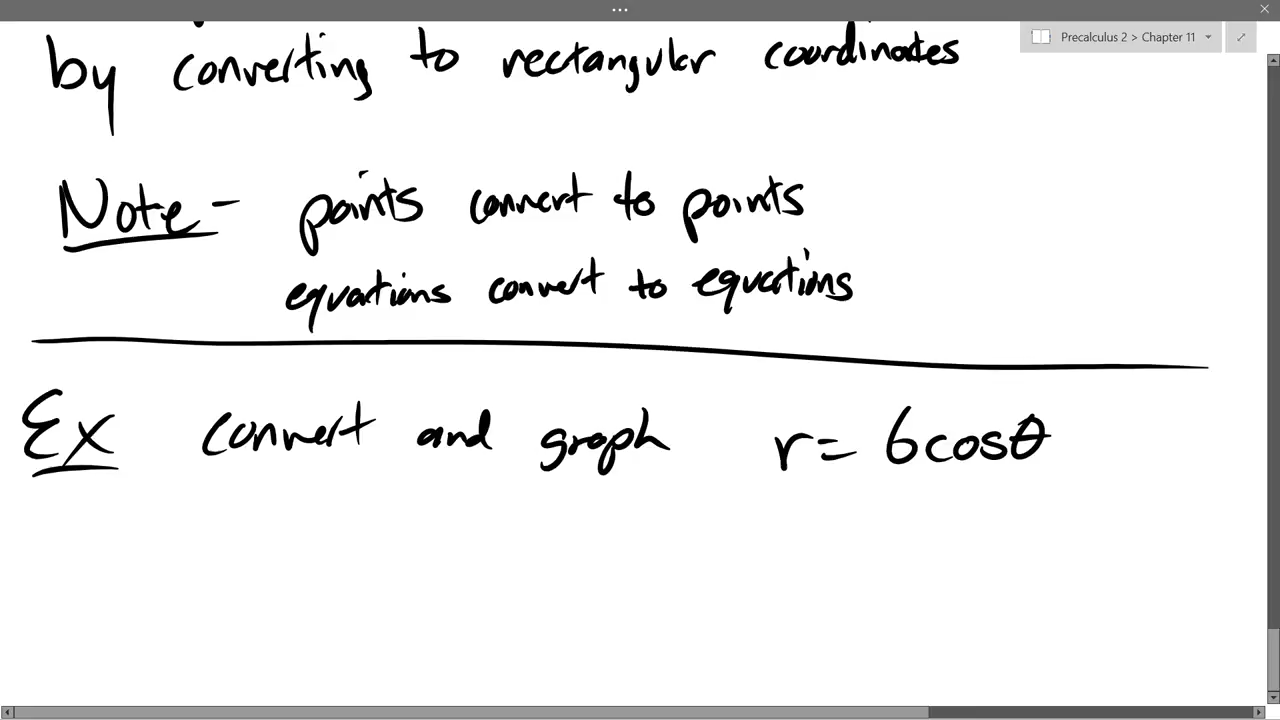 ...
Precalculus 2 > Chapter 11
by converting to rectangular coordinates
Note - points convert to points
equations convert to equations
Ex convert and graph r = 6cosθ